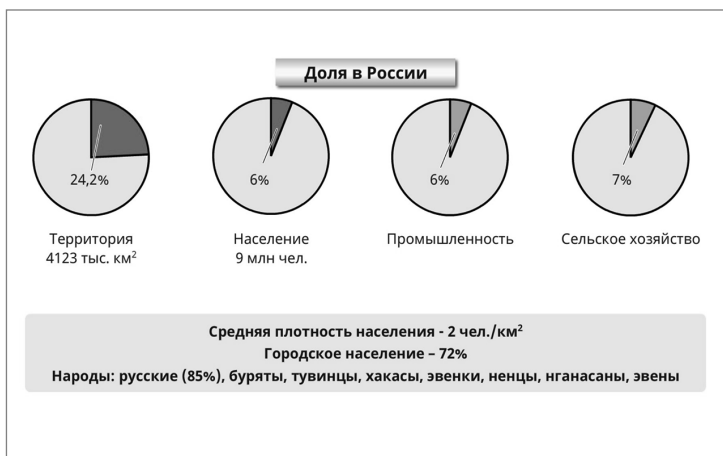 Доля в России
24,2%
6%
6%
7%
Территория
4123 тыс. км²
Население
9 млн чел.
Промышленность
Сельское хозяйство
Средняя плотность населения - 2 чел./км²
Городское население – 72%
Народы: русские (85%), буряты, тувинцы, хакасы, эвенки, ненцы, нганасаны, эвены